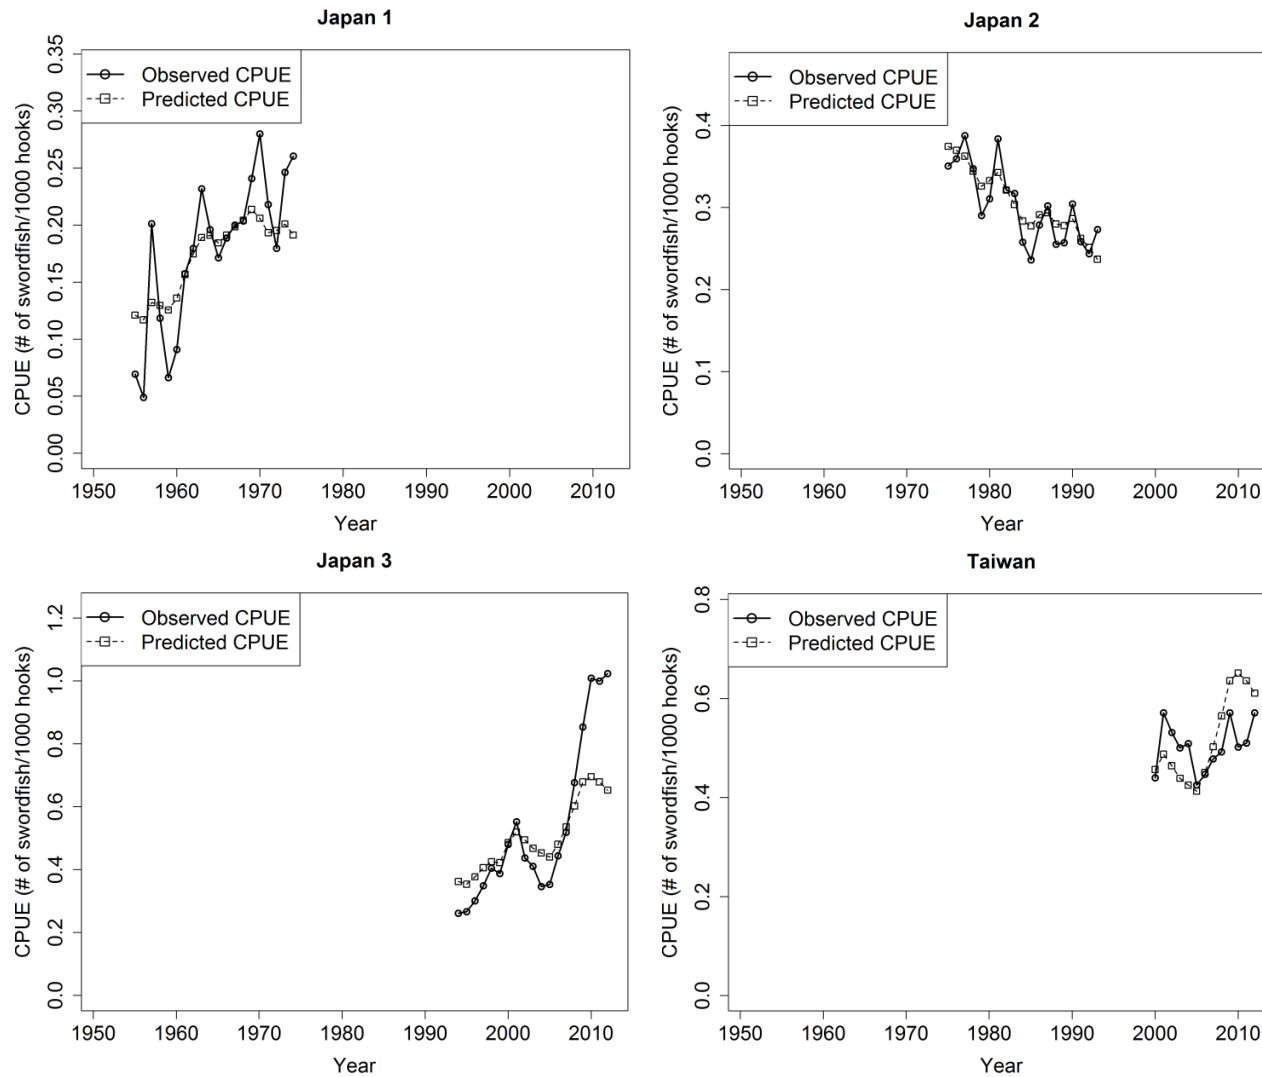 Japan 1
CPUE (# of swordfish/1000 hooks)
0.35
0.30
0.25
0.20
0.15
0.10
0.05
0.00
Observed CPUE
Predicted CPUE
1950 1960 1970 1980 1990 2000 2010
Year
Japan 2
CPUE (# of swordfish/1000 hooks)
0.4
0.3
0.2
0.1
0.0
Observed CPUE
Predicted CPUE
1950 1960 1970 1980 1990 2000 2010
Year
Japan 3
CPUE (# of swordfish/1000 hooks)
1.2
1.0
0.8
0.6
0.4
0.2
0.0
Observed CPUE
Predicted CPUE
1950 1960 1970 1980 1990 2000 2010
Year
Taiwan
CPUE (# of swordfish/1000 hooks)
0.8
0.6
0.4
0.2
0.0
Observed CPUE
Predicted CPUE
1950 1960 1970 1980 1990 2000 2010
Year